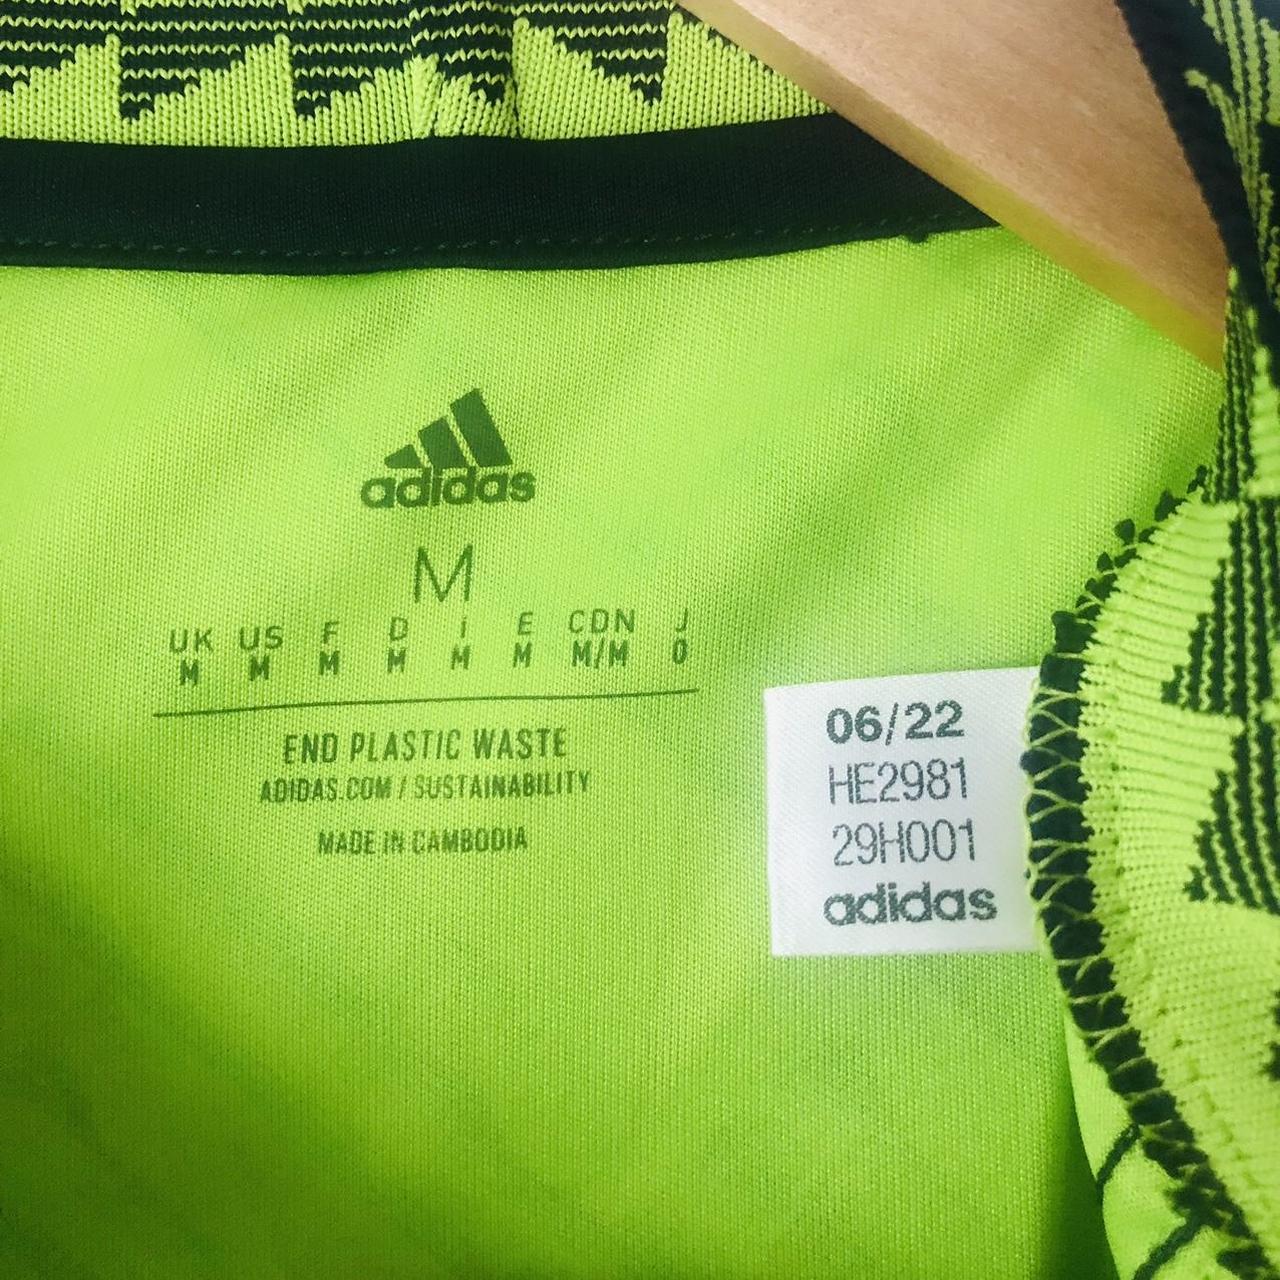 adidas
M
UK US F D i E CDN J
M M M M M M M/M O
END PLASTIC WASTE
ADIDAS.COM / SUSTAINABILITY
MADE IN CAMBODIA
06/22
HE2981
29H001
adidas